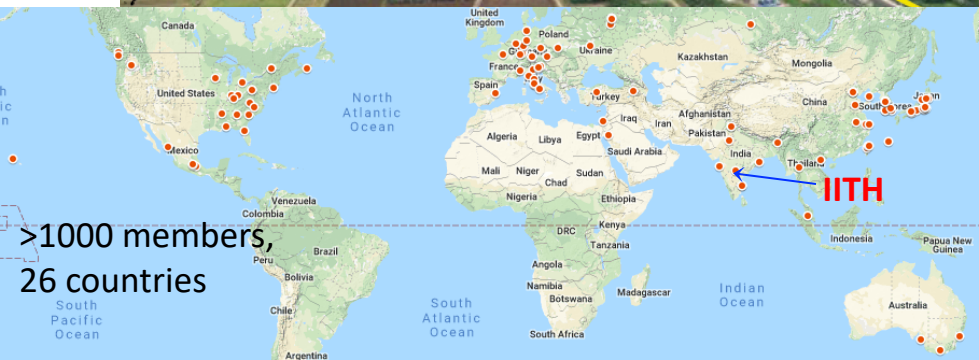 United
Kingdom
Canada
Poland
Ukraine
Kazakhstan
Mongolia
France
United States
Spain
North
Atlantic
Ocean
Turkey
China
South Korea
Japan
Afghanistan
Iraq
Iran
Pakistan
Algeria
Libya
Egypt
Saudi Arabia
Mexico
India
Thailand
Mali
Niger
Chad
Sudan
IITH
Nigeria
Ethiopia
Venezuela
Colombia
>1000 members,
26 countries
DRC
Kenya
Tanzania
Indonesia
Papua New
Guinea
Peru
Brazil
Bolivia
Angola
Namibia
Botswana
Madagascar
Indian
Ocean
Australia
South
Pacific
Ocean
Chile
South
Atlantic
Ocean
South Africa
Argentina